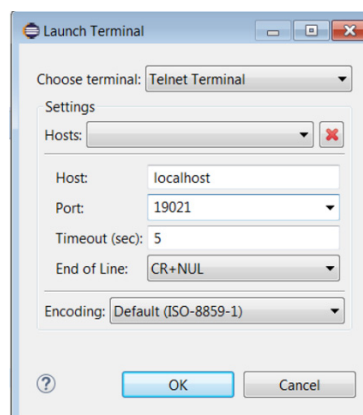 Launch Terminal
Choose terminal: Telnet Terminal
Settings
Hosts:
Host: localhost
Port: 19021
Timeout (sec): 5
End of Line: CR+NUL
Encoding: Default (ISO-8859-1)
? OK Cancel